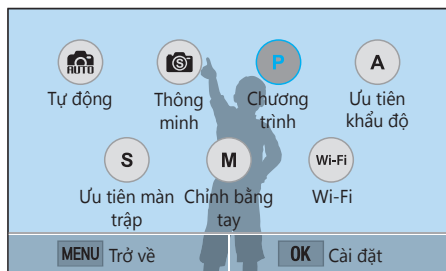 AUTO
S
P
A
Tự động
Thông minh
Chương trình
Ưu tiên khẩu độ
S
M
Wi-Fi
Ưu tiên màn trập
Chỉnh bằng tay
Wi-Fi
MENU Trở về
OK Cài đặt